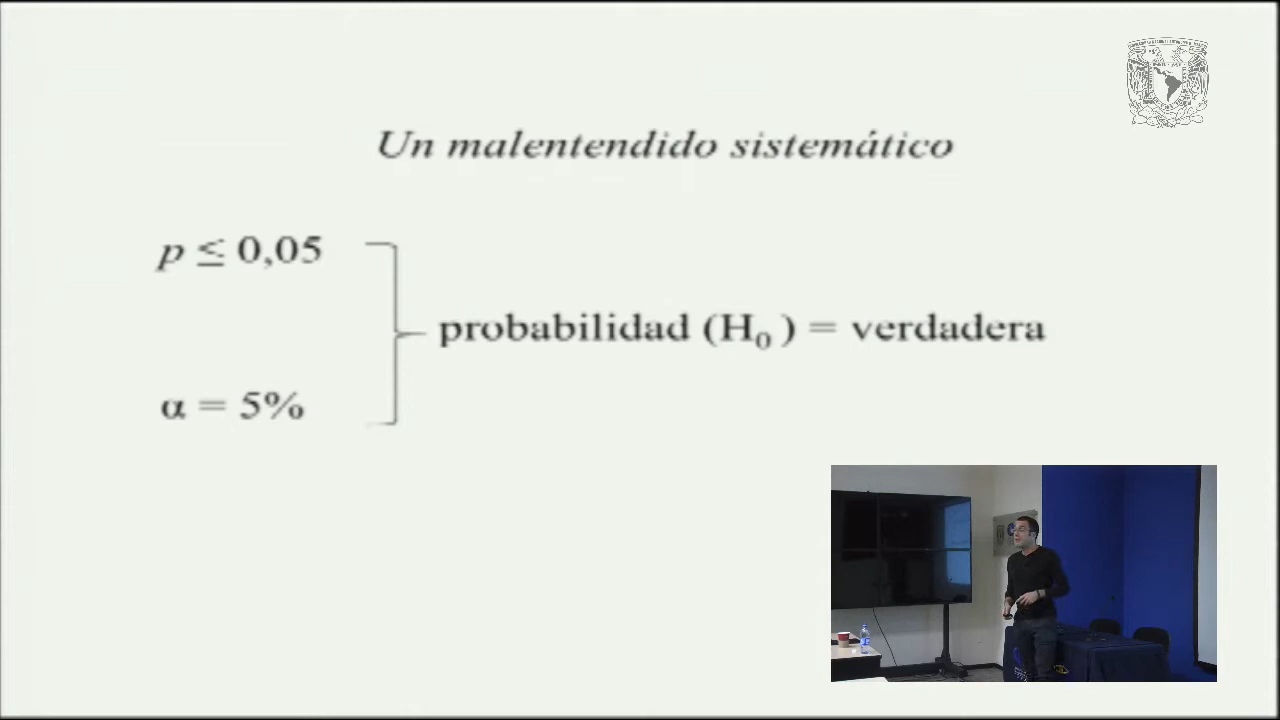 Un malentendido sistemático
p ≤ 0,05
probabilidad (H₀ ) = verdadera
α = 5%